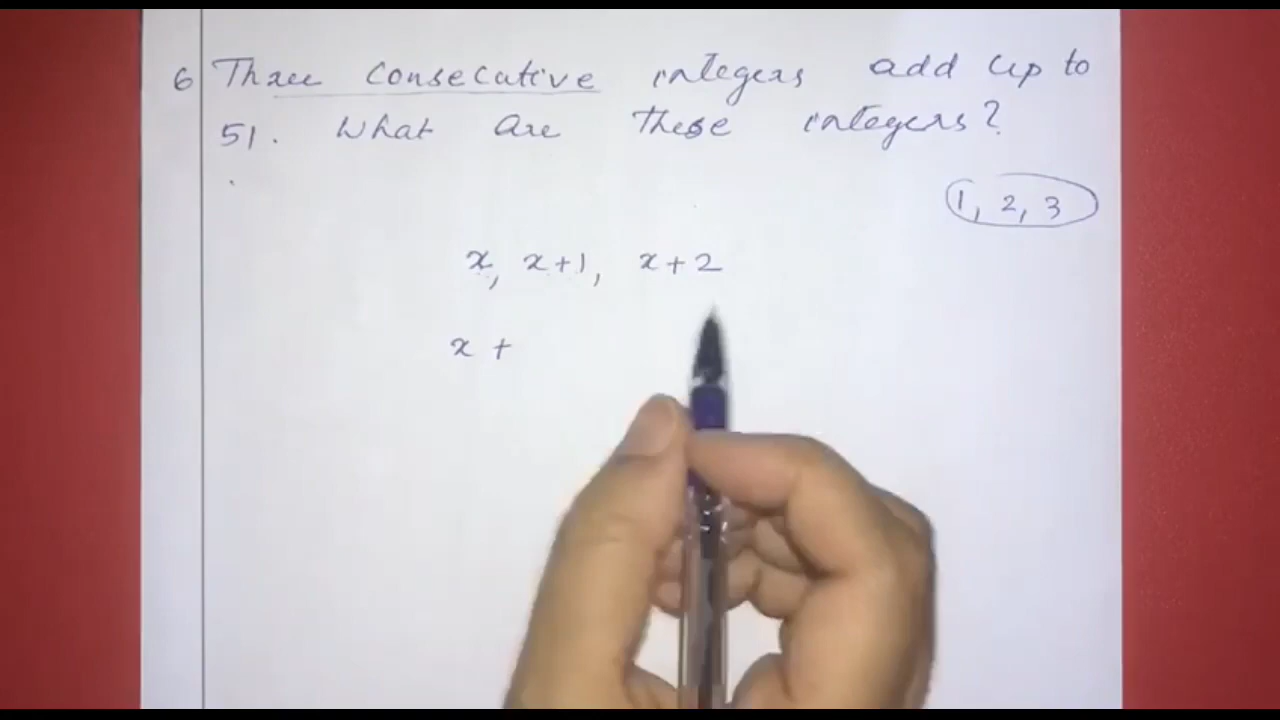 6 Three consecutive integers add up to
51. What are these integers?
1, 2, 3
x, x+1, x+2
x +